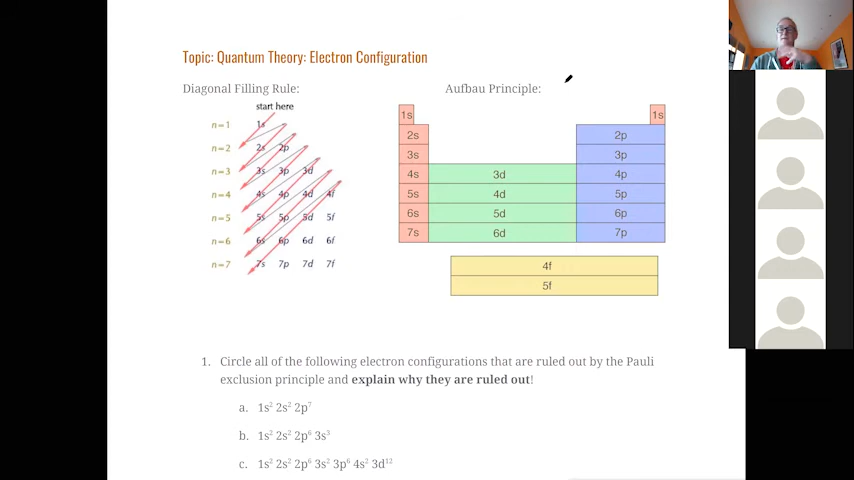 Topic: Quantum Theory: Electron Configuration
Diagonal Filling Rule:
start here
n=1 1s
n=2 2s 2p
n=3 3s 3p 3d
n=4 4s 4p 4d 4f
n=5 5s 5p 5d 5f
n=6 6s 6p 6d 6f
n=7 7s 7p 7d 7f
Aufbau Principle:
1s 1s
2s 2p
3s 3p
4s 3d 4p
5s 4d 5p
6s 5d 6p
7s 6d 7p
4f
5f
1. Circle all of the following electron configurations that are ruled out by the Pauli
exclusion principle and explain why they are ruled out!
a. 1s² 2s² 2p⁷
b. 1s² 2s² 2p⁶ 3s³
c. 1s² 2s² 2p⁶ 3s² 3p⁶ 4s² 3d¹²